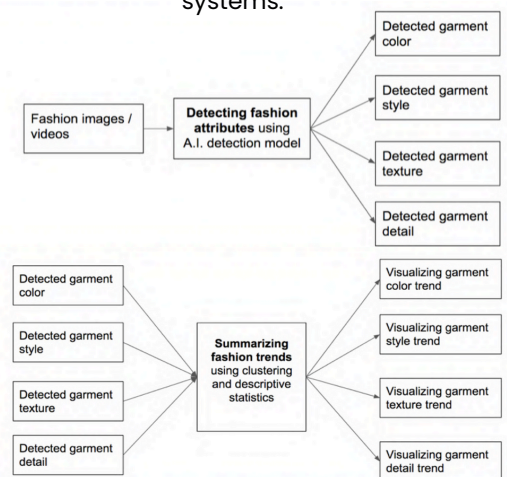 systems.
Fashion images /
videos
Detecting fashion
attributes using
A.I. detection model
Detected garment
color
Detected garment
style
Detected garment
texture
Detected garment
detail
Detected garment
color
Detected garment
style
Detected garment
texture
Detected garment
detail
Summarizing
fashion trends
using clustering
and descriptive
statistics
Visualizing garment
color trend
Visualizing garment
style trend
Visualizing garment
texture trend
Visualizing garment
detail trend